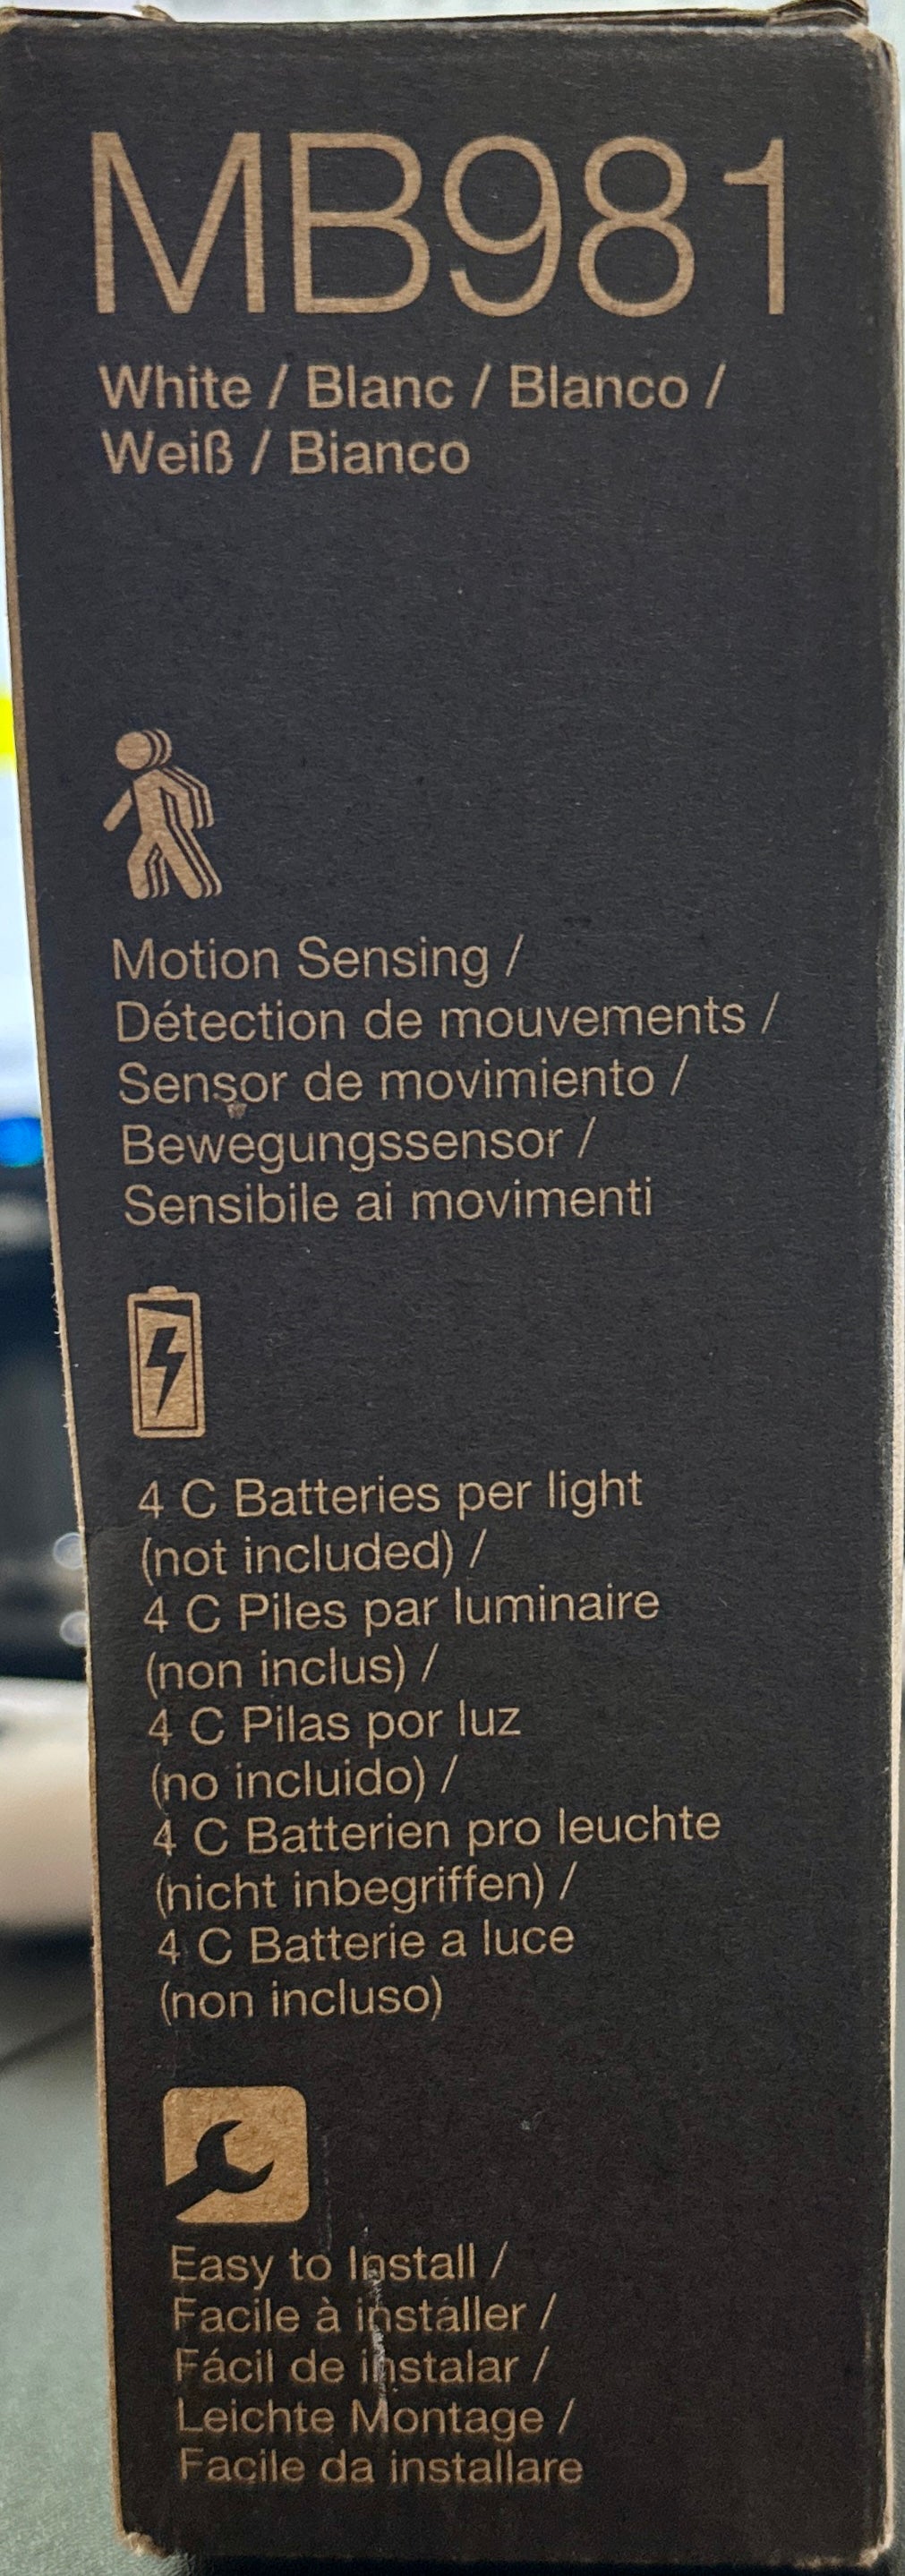 MB981
White / Blanc / Blanco /
Weiß / Bianco
Motion Sensing /
Détection de mouvements /
Sensor de movimiento /
Bewegungssensor /
Sensibile ai movimenti
4 C Batteries per light
(not included) /
4 C Piles par luminaire
(non inclus) /
4 C Pilas por luz
(no incluido) /
4 C Batterien pro leuchte
(nicht inbegriffen) /
4 C Batterie a luce
(non incluso)
Easy to Install /
Facile à installer /
Fácil de instalar /
Leichte Montage /
Facile da installare